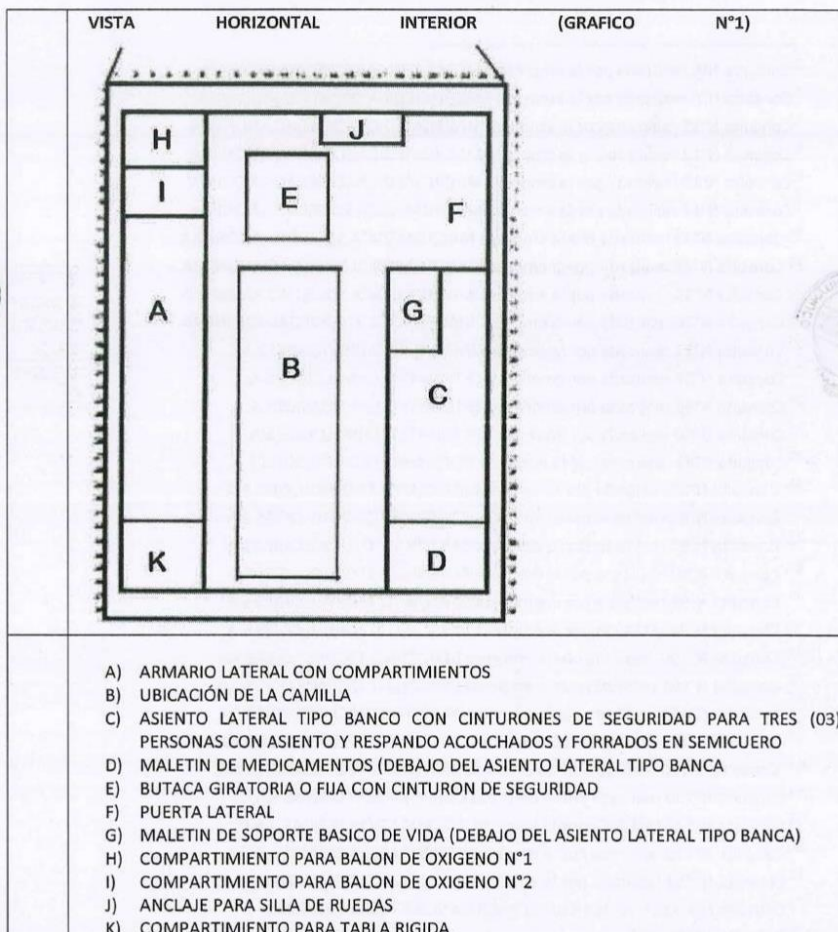 VISTA HORIZONTAL INTERIOR (GRAFICO N°1)
H
J
I
E
F
A
G
B
C
K
D
A) ARMARIO LATERAL CON COMPARTIMIENTOS
B) UBICACIÓN DE LA CAMILLA
C) ASIENTO LATERAL TIPO BANCO CON CINTURONES DE SEGURIDAD PARA TRES (03)
PERSONAS CON ASIENTO Y RESPANDO ACOLCHADOS Y FORRADOS EN SEMICUERO
D) MALETIN DE MEDICAMENTOS (DEBAJO DEL ASIENTO LATERAL TIPO BANCA
E) BUTACA GIRATORIA O FIJA CON CINTURON DE SEGURIDAD
F) PUERTA LATERAL
G) MALETIN DE SOPORTE BASICO DE VIDA (DEBAJO DEL ASIENTO LATERAL TIPO BANCA)
H) COMPARTIMIENTO PARA BALON DE OXIGENO N°1
I) COMPARTIMIENTO PARA BALON DE OXIGENO N°2
J) ANCLAJE PARA SILLA DE RUEDAS
K) COMPARTIMIENTO PARA TABLA RIGIDA